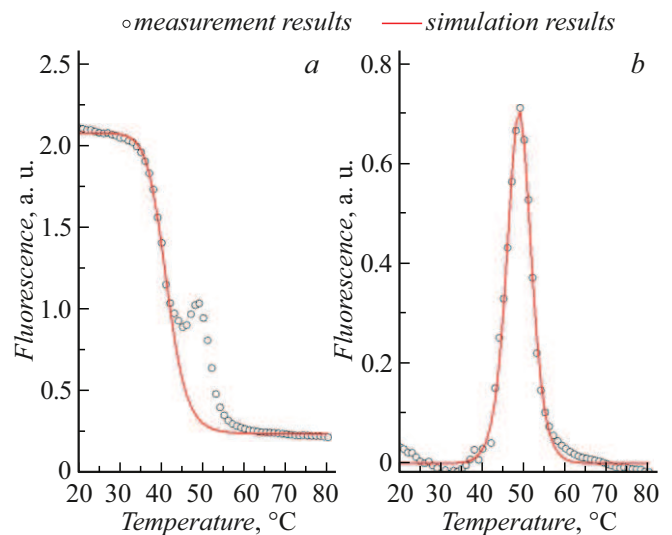 measurement results simulation results
a
2.5
2.0
1.5
1.0
0.5
0
Fluorescence, a. u.
20 30 40 50 60 70 80
Temperature, °C
b
0.8
0.6
0.4
0.2
0
Fluorescence, a. u.
20 30 40 50 60 70 80
Temperature, °C